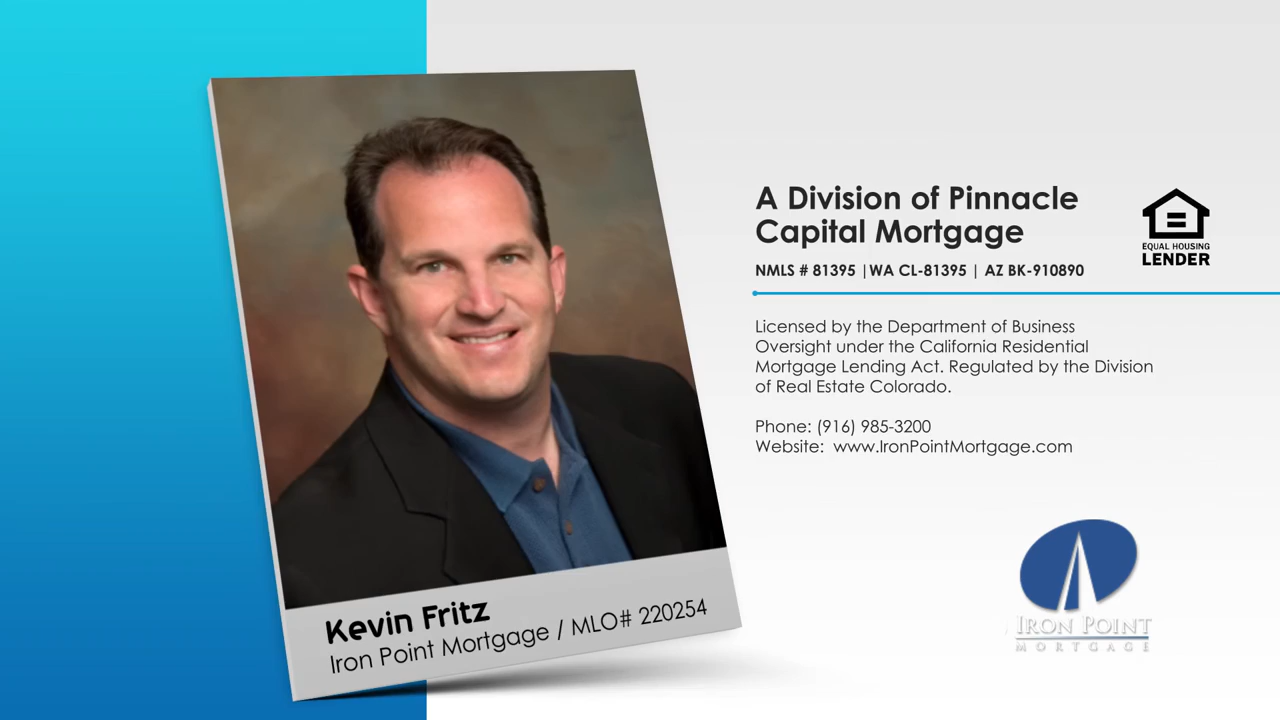 A Division of Pinnacle
Capital Mortgage
NMLS # 81395 | WA CL-81395 | AZ BK-910890
EQUAL HOUSING
LENDER
Licensed by the Department of Business
Oversight under the California Residential
Mortgage Lending Act. Regulated by the Division
of Real Estate Colorado.
Phone: (916) 985-3200
Website: www.IronPointMortgage.com
Kevin Fritz
Iron Point Mortgage / MLO# 220254
IRON POINT
MORTGAGE